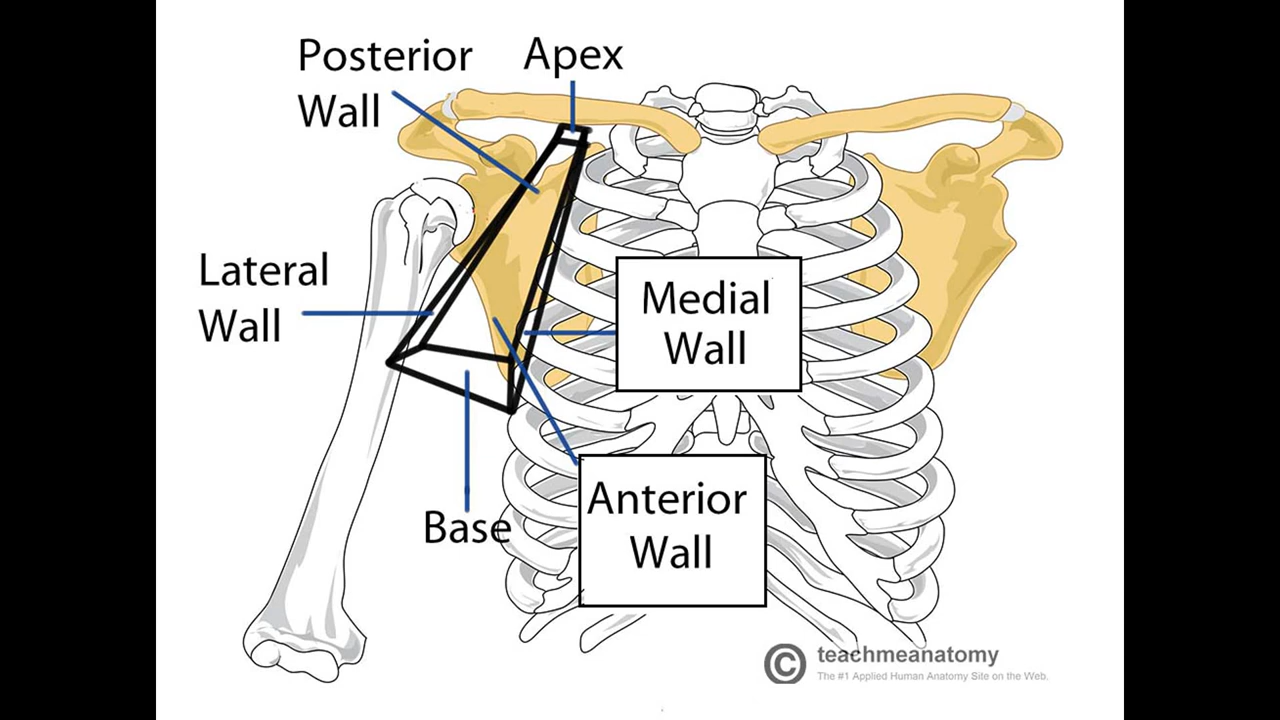 Posterior
Wall
Apex
Lateral
Wall
Medial
Wall
Base
Anterior
Wall
© teachmeanatomy
The #1 Applied Human Anatomy Site on the Web.